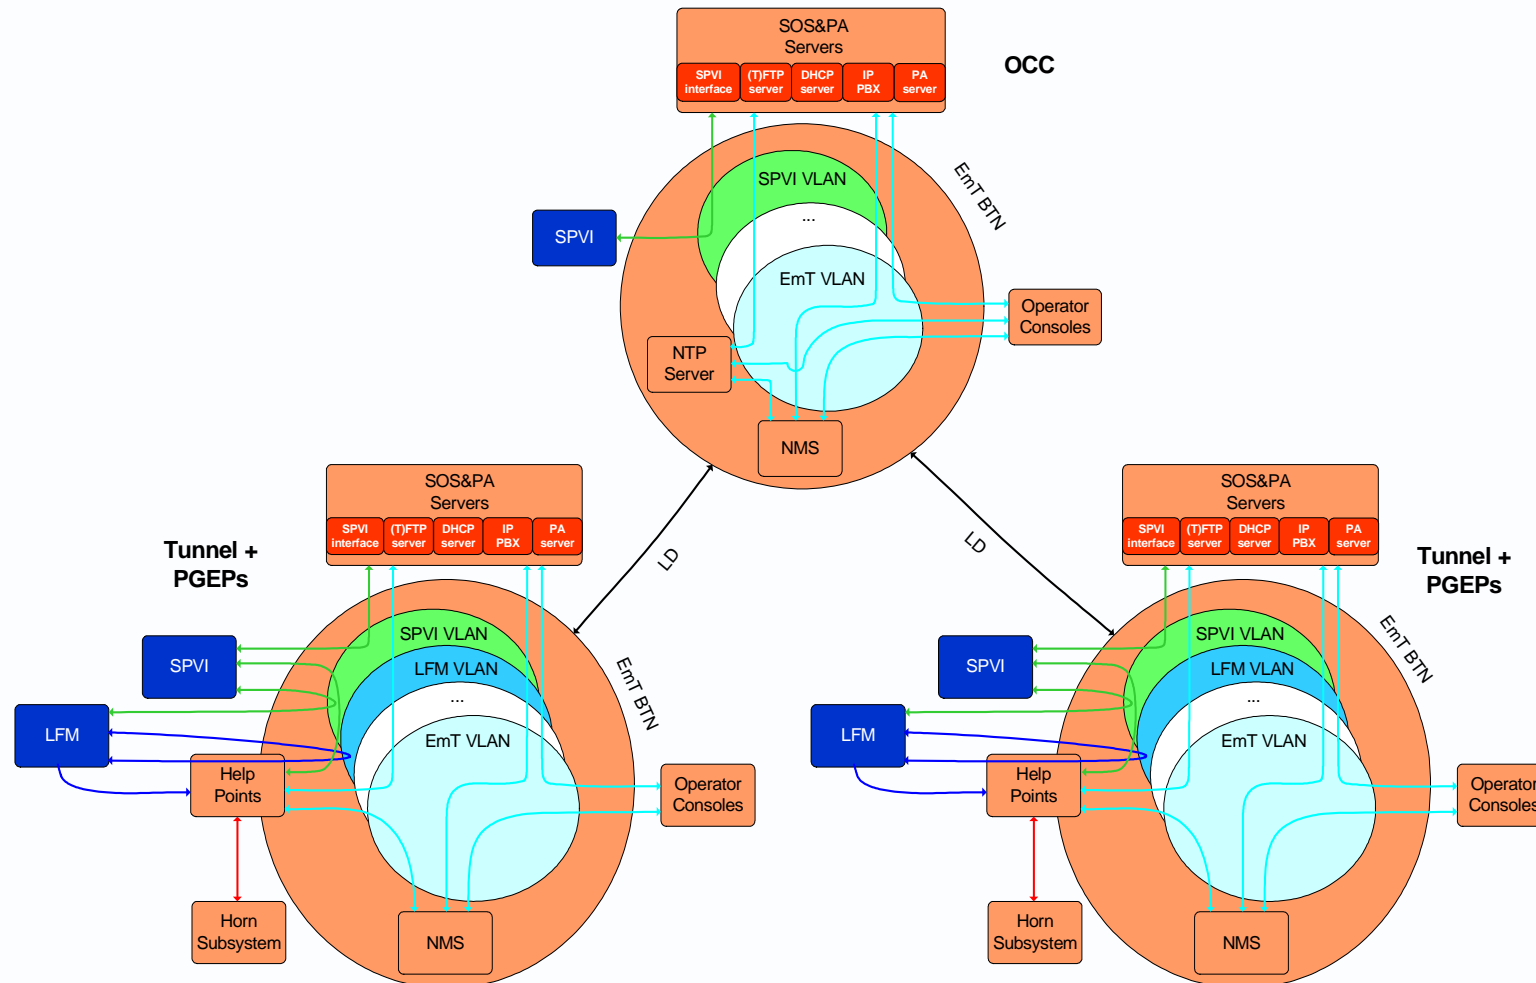 SOS&PA
Servers
OCC
SPVI
interface
(T)FTP
server
DHCP
server
IP
PBX
PA
server
SPVI VLAN
EmT BTN
...
SPVI
EmT VLAN
Operator
Consoles
NTP
Server
NMS
LD
LD
Tunnel +
PGEPs
SOS&PA
Servers
SPVI
interface
(T)FTP
server
DHCP
server
IP
PBX
PA
server
SPVI VLAN
SPVI
LFM VLAN
EmT BTN
...
LFM
EmT VLAN
Help
Points
Operator
Consoles
Horn
Subsystem
NMS
SOS&PA
Servers
Tunnel +
PGEPs
SPVI
interface
(T)FTP
server
DHCP
server
IP
PBX
PA
server
SPVI VLAN
SPVI
LFM VLAN
EmT BTN
...
LFM
EmT VLAN
Help
Points
Operator
Consoles
Horn
Subsystem
NMS